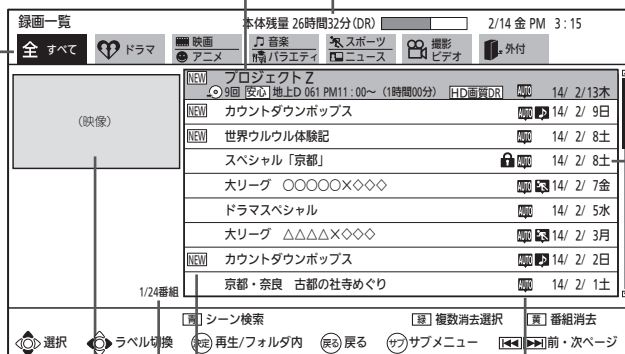 録画一覧 本体残量 26時間32分(DR) 2/14 金 PM 3:15
全 すべて ドラマ 映画 アニメ 音楽 バラエティ スポーツ ニュース 撮影 ビデオ 外付
(映像)
NEW プロジェクトZ
9回 安心 地上D 061 PM11:00~(1時間00分) HD画質DR AUTO 14/ 2/13木
NEW カウントダウンポップス AUTO 14/ 2/ 9日
NEW 世界ウルウル体験記 AUTO 14/ 2/ 8土
スペシャル「京都」 AUTO 14/ 2/ 8土
大リーグ ○○○○○×◇◇◇ AUTO 14/ 2/ 7金
ドラマスペシャル AUTO 14/ 2/ 5水
大リーグ △△△△×◇◇◇ AUTO 14/ 2/ 3月
NEW カウントダウンポップス AUTO 14/ 2/ 2日
京都・奈良 古都の社寺めぐり AUTO 14/ 2/ 1土
1/24番組
青 シーン検索 緑 複数消去選択 黄 番組消去
選択 ラベル切換 決定 再生/フォルダ内 戻る 戻る サブ サブメニュー 前・次ページ